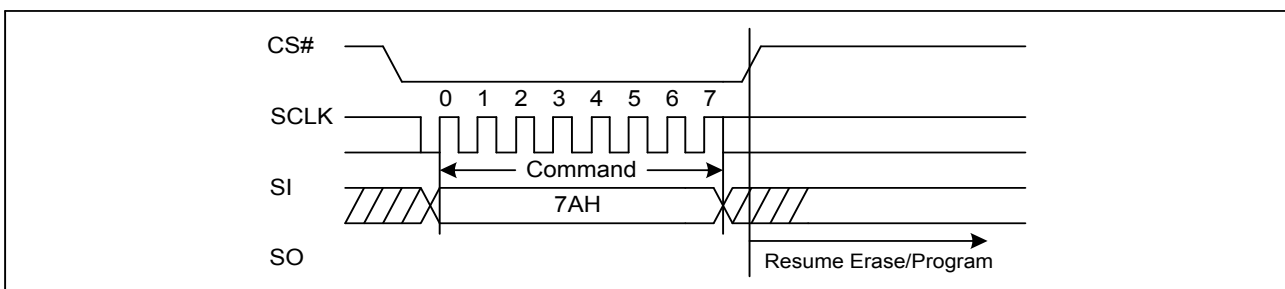 CS#
0 1 2 3 4 5 6 7
SCLK
Command
SI
7AH
SO
Resume Erase/Program